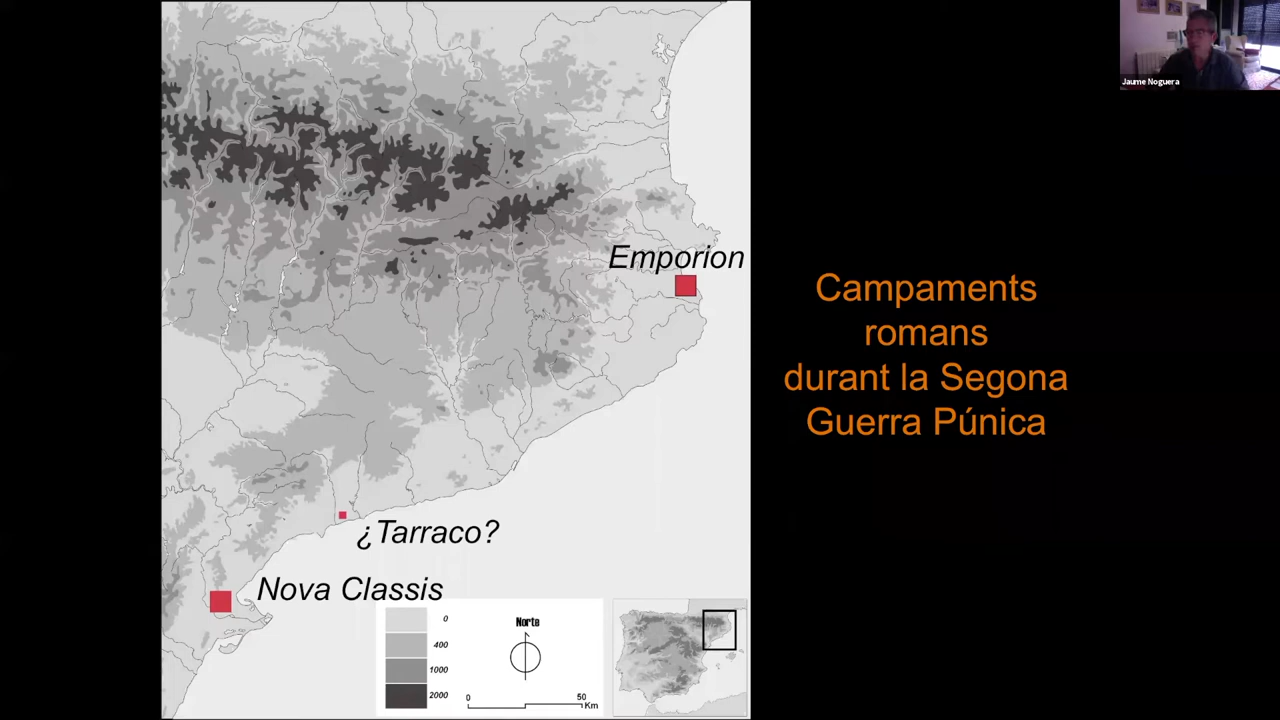 Jaume Noguera
Emporion
Campaments
romans
durant la Segona
Guerra Púnica
¿Tarraco?
Nova Classis
0
400
1000
2000
Norte
0
50
Km